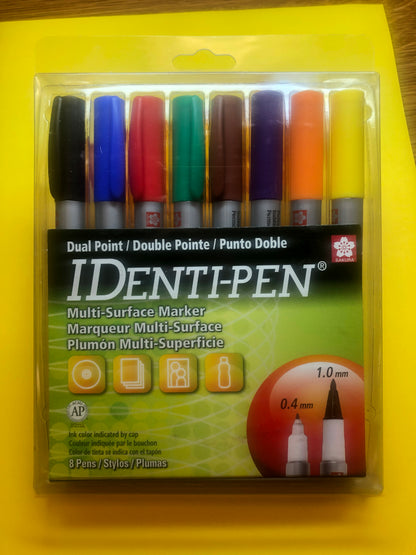 Dual Point / Double Pointe / Punto Doble
IDENTI-PEN®
SAKURA
Multi-Surface Marker
Marqueur Multi-Surface
Plumón Multi-Superficie
1.0 mm
0.4 mm
AP
Ink color indicated by cap
Couleur indiquée par le bouchon
Color de tinta se indica con el tapón
8 Pens / Stylos / Plumas